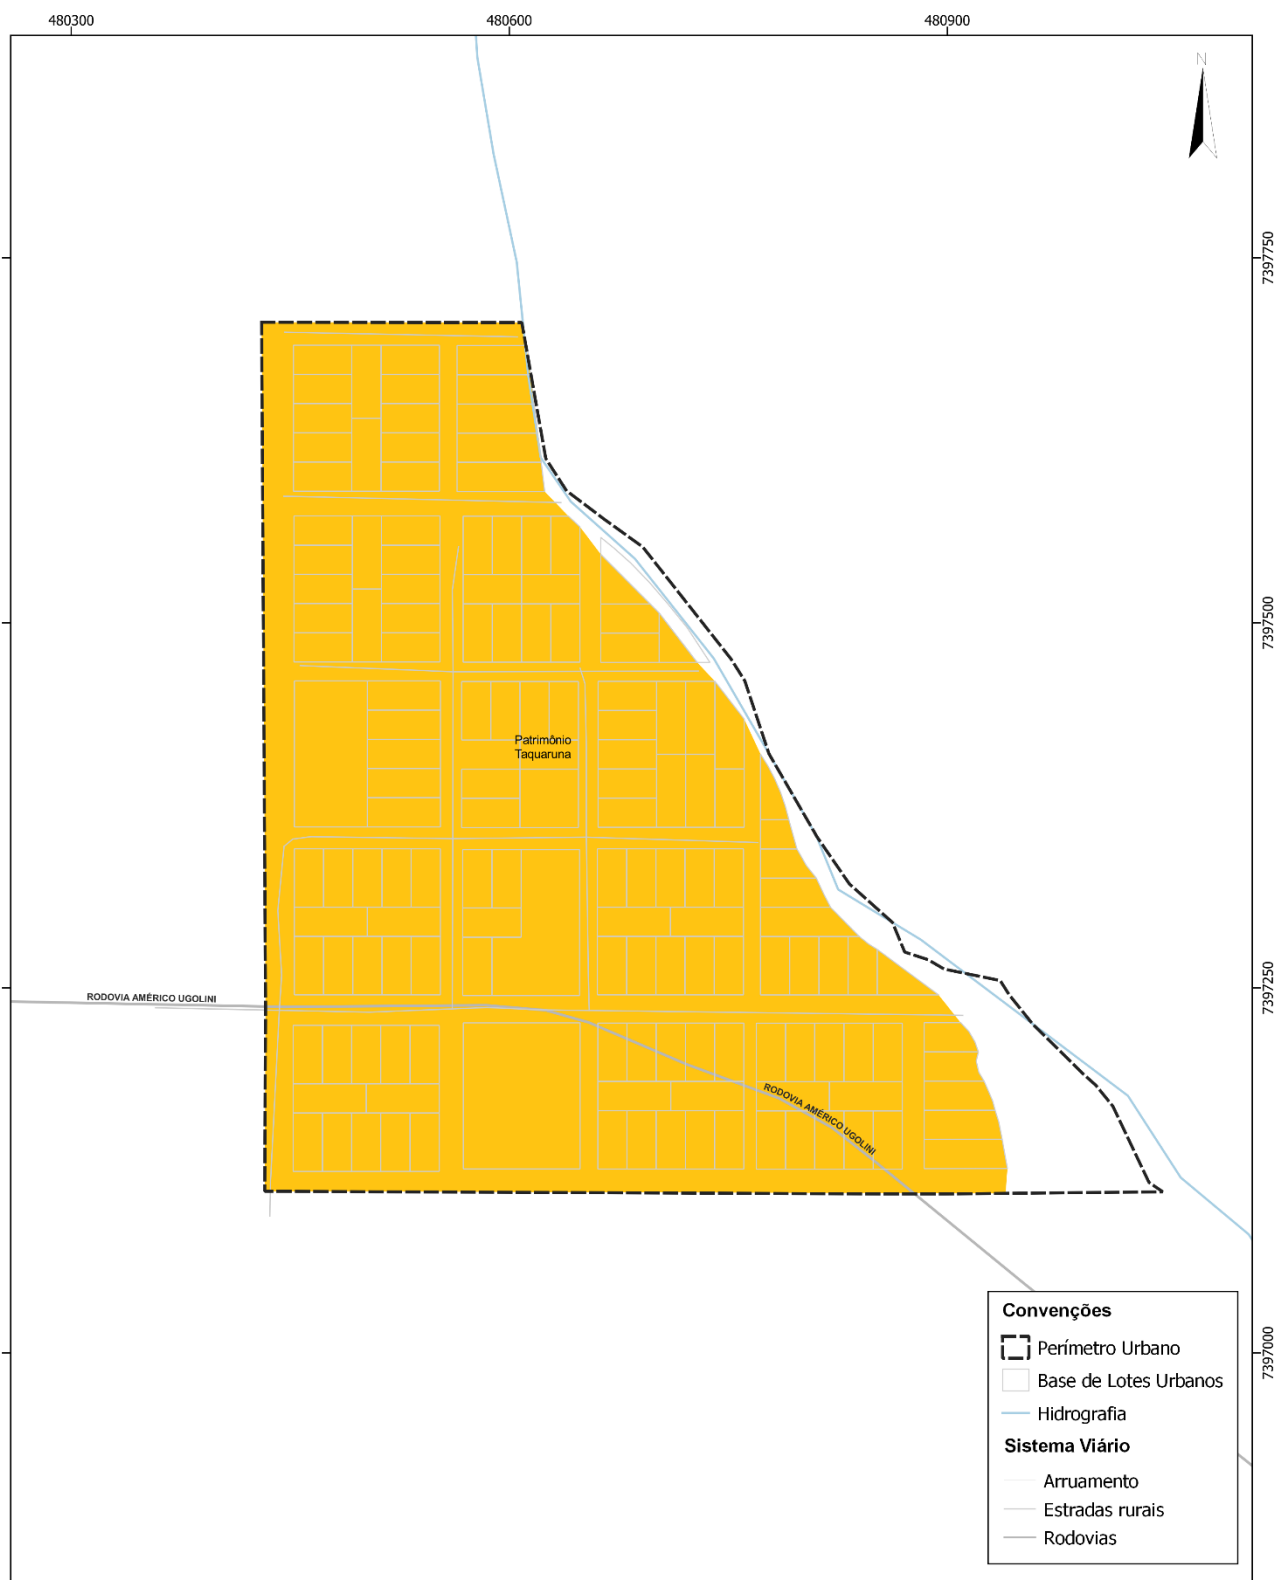 480300
480600
480900
N
7397750
7397500
7397250
7397000
Patrimônio
Taquaruna
RODOVIA AMÉRICO UGOLINI
RODOVIA AMÉRICO UGOLINI
Convenções
Perímetro Urbano
Base de Lotes Urbanos
Hidrografia
Sistema Viário
Arruamento
Estradas rurais
Rodovias